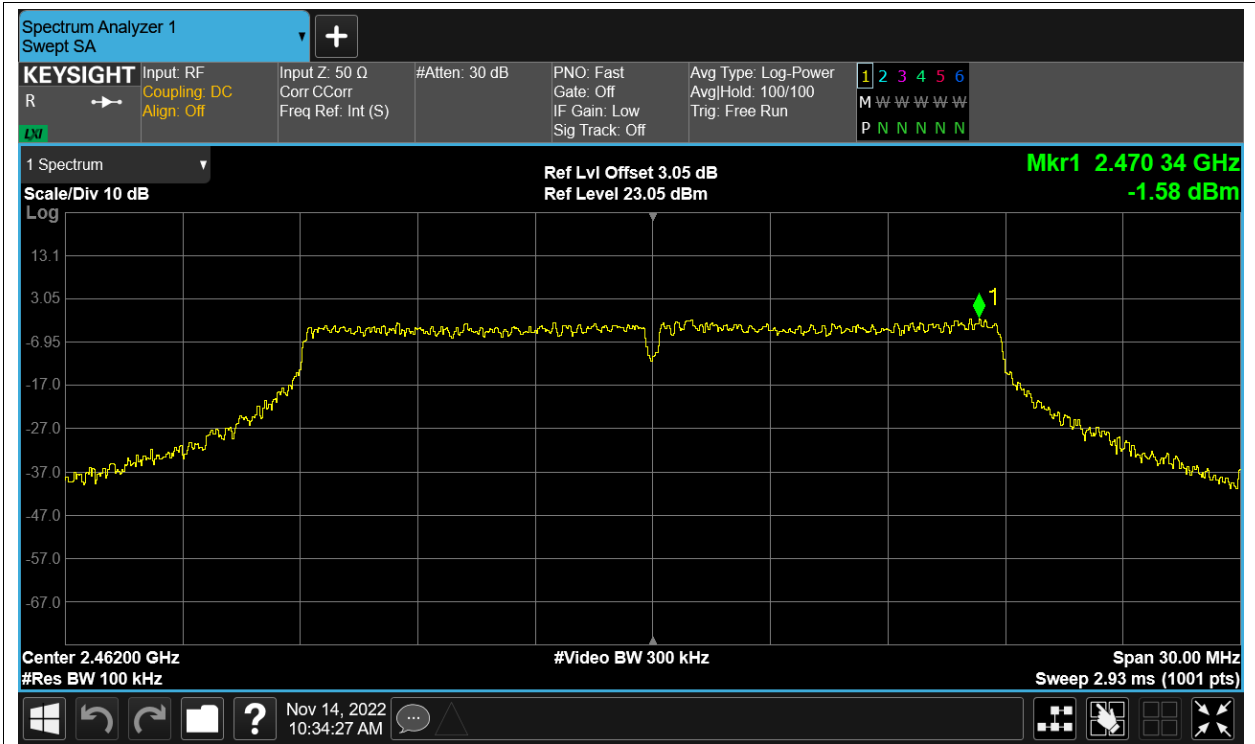 Spectrum Analyzer 1
Swept SA
KEYSIGHT
R
LXI
Input: RF
Coupling: DC
Align: Off
Input Z: 50 Ω
Corr CCorr
Freq Ref: Int (S)
#Atten: 30 dB
PNO: Fast
Gate: Off
IF Gain: Low
Sig Track: Off
Avg Type: Log-Power
Avg|Hold: 100/100
Trig: Free Run
1 2 3 4 5 6
M W W W W W
P N N N N N
1 Spectrum
Scale/Div 10 dB
Log
Ref Lvl Offset 3.05 dB
Ref Level 23.05 dBm
Mkr1 2.470 34 GHz
-1.58 dBm
13.1
3.05
-6.95
-17.0
-27.0
-37.0
-47.0
-57.0
-67.0
1
Center 2.46200 GHz
#Res BW 100 kHz
#Video BW 300 kHz
Span 30.00 MHz
Sweep 2.93 ms (1001 pts)
?
Nov 14, 2022
10:34:27 AM